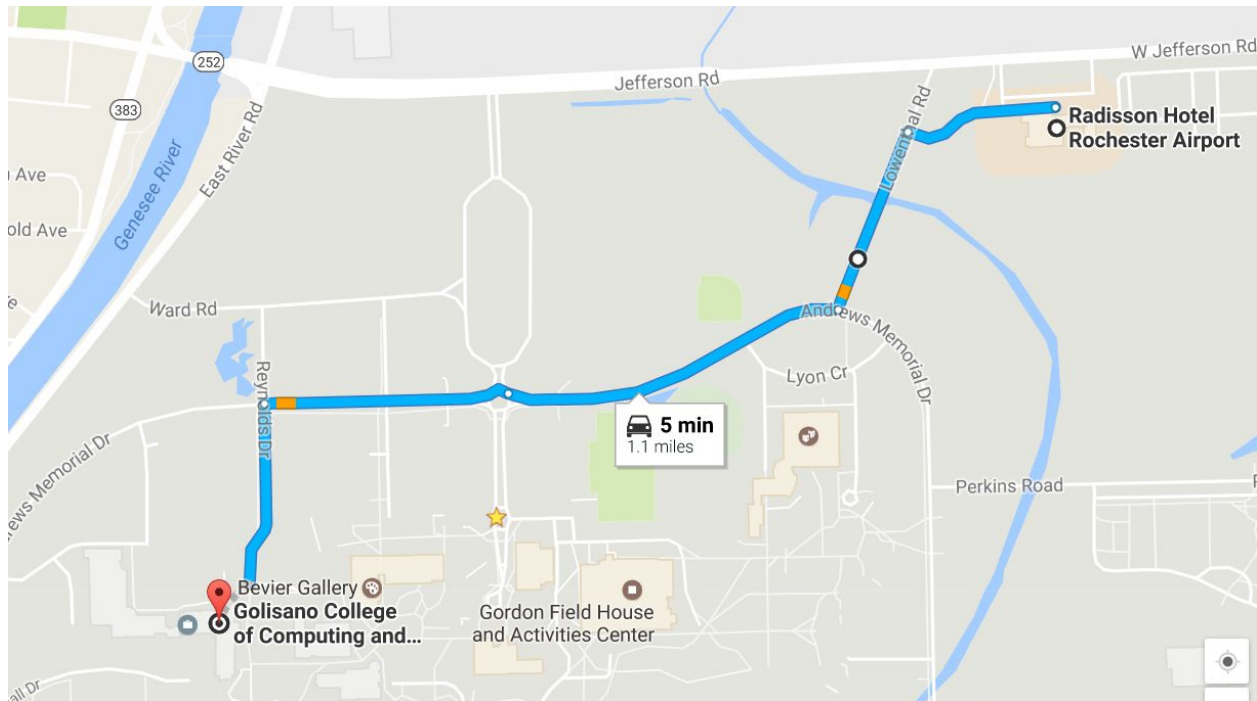 W Jefferson Rd
252
Jefferson Rd
383
East River Rd
Lowenthal Rd
Radisson Hotel
Rochester Airport
Genesee River
Ave
old Ave
Ward Rd
Andrews Memorial Dr
Reynolds Dr
Lyon Cr
5 min
1.1 miles
Memorial Dr
Perkins Road
Bevier Gallery
Golisano College
of Computing and...
Gordon Field House
and Activities Center
Dr